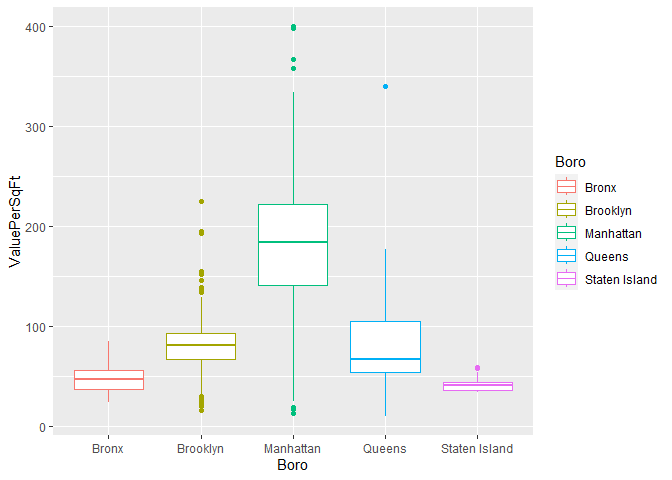 400
300
200
100
0
ValuePerSqFt
Bronx Brooklyn Manhattan Queens Staten Island
Boro
Boro
Bronx
Brooklyn
Manhattan
Queens
Staten Island